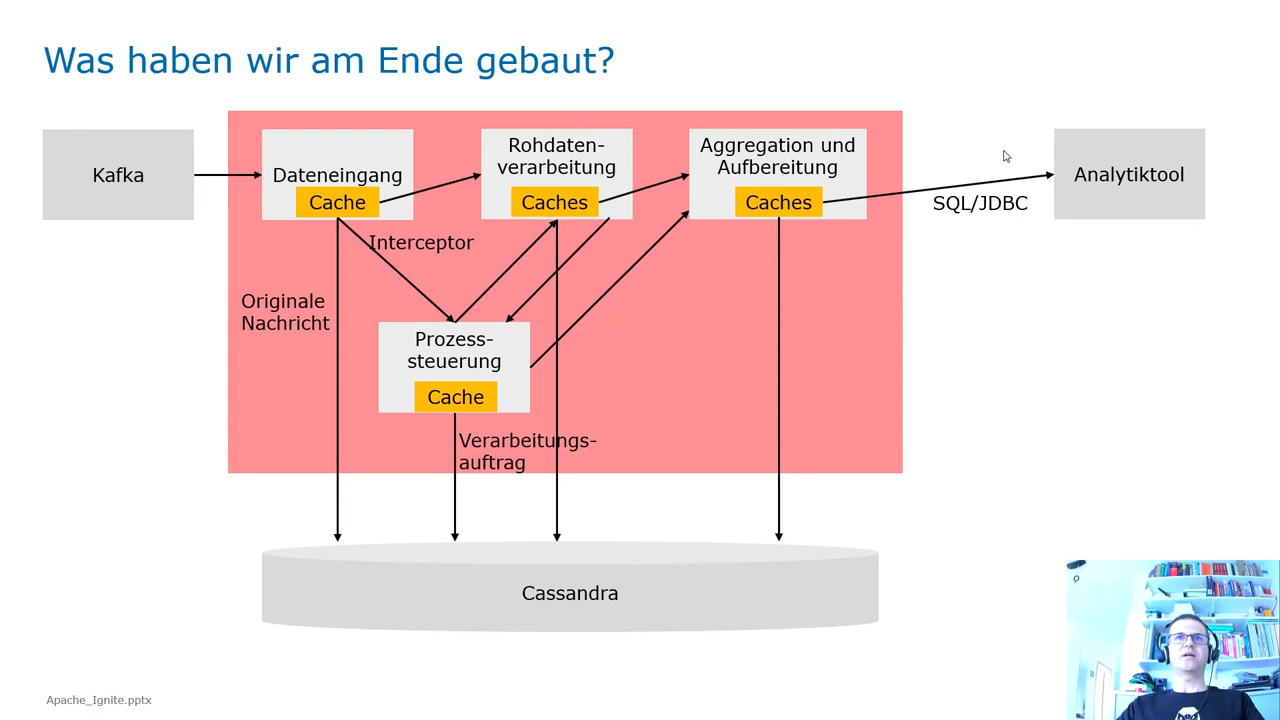 Was haben wir am Ende gebaut?
Kafka
Dateneingang
Cache
Rohdaten-
verarbeitung
Caches
Aggregation und
Aufbereitung
Caches
Analytiktool
SQL/JDBC
Interceptor
Originale
Nachricht
Prozess-
steuerung
Cache
Verarbeitungs-
auftrag
Cassandra
Apache_Ignite.pptx